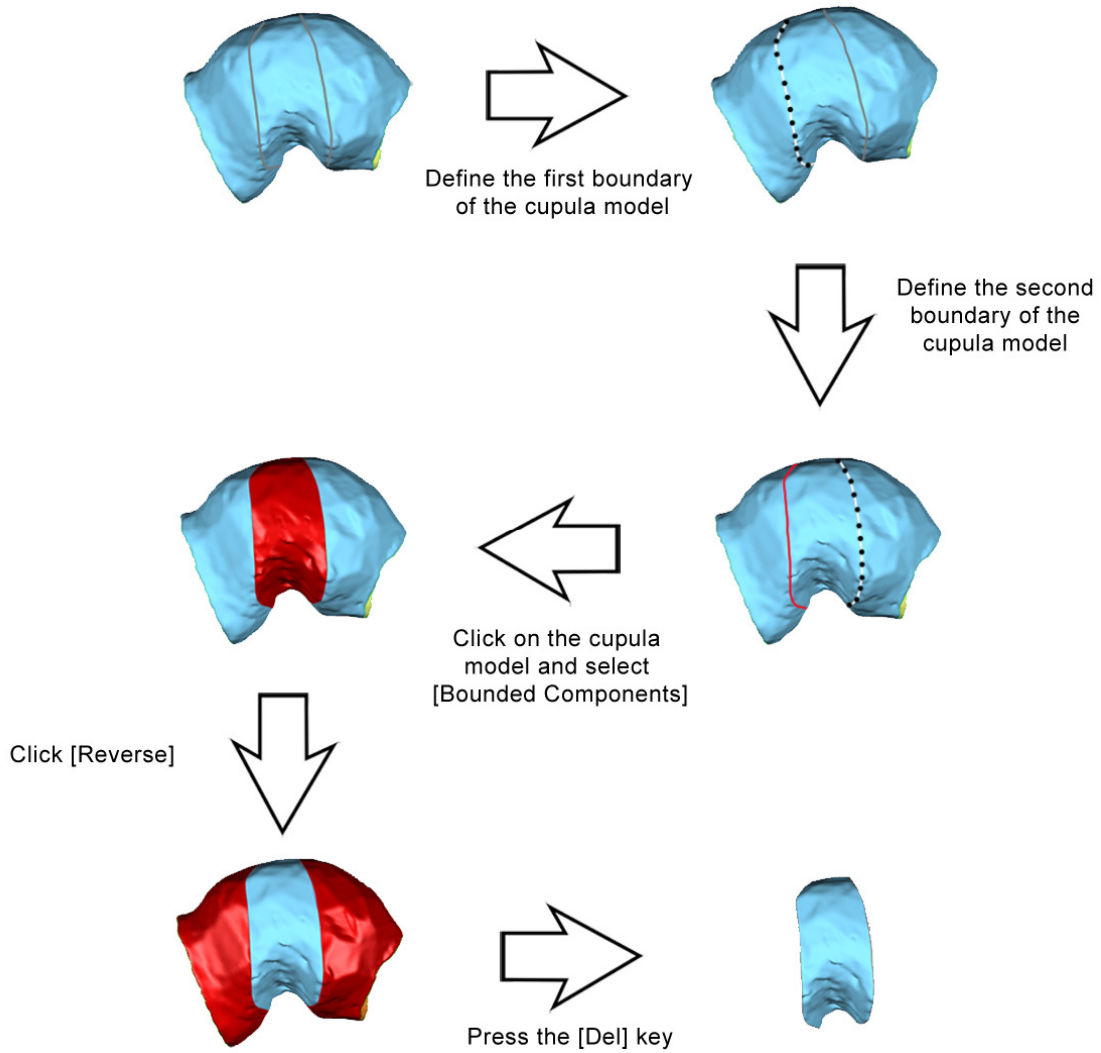 Define the first boundary
of the cupula model
Define the second
boundary of the
cupula model
Click on the cupula
model and select
[Bounded Components]
Click [Reverse]
Press the [Del] key